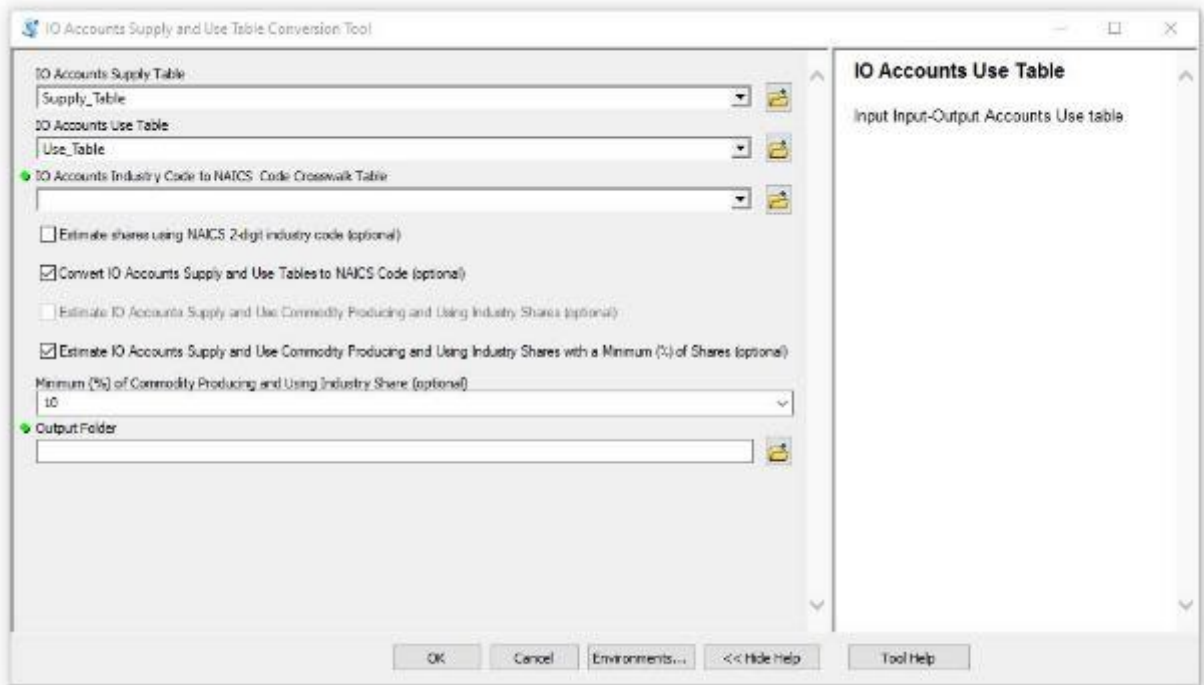 IO Accounts Supply and Use Table Conversion Tool
IO Accounts Supply Table
Supply_Table
IO Accounts Use Table
Use_Table
IO Accounts Industry Code to NAICS Code Crosswalk Table
Estimate shares using NAICS 2-digit industry code (optional)
Convert IO Accounts Supply and Use Tables to NAICS Code (optional)
Estimate IO Accounts Supply and Use Commodity Producing and Using Industry Shares (optional)
Estimate IO Accounts Supply and Use Commodity Producing and Using Industry Shares with a Minimum (%) of Shares (optional)
Minimum (%) of Commodity Producing and Using Industry Share (optional)
10
Output Folder
IO Accounts Use Table
Input Input-Output Accounts Use table
OK Cancel Environments... << Hide Help Tool Help